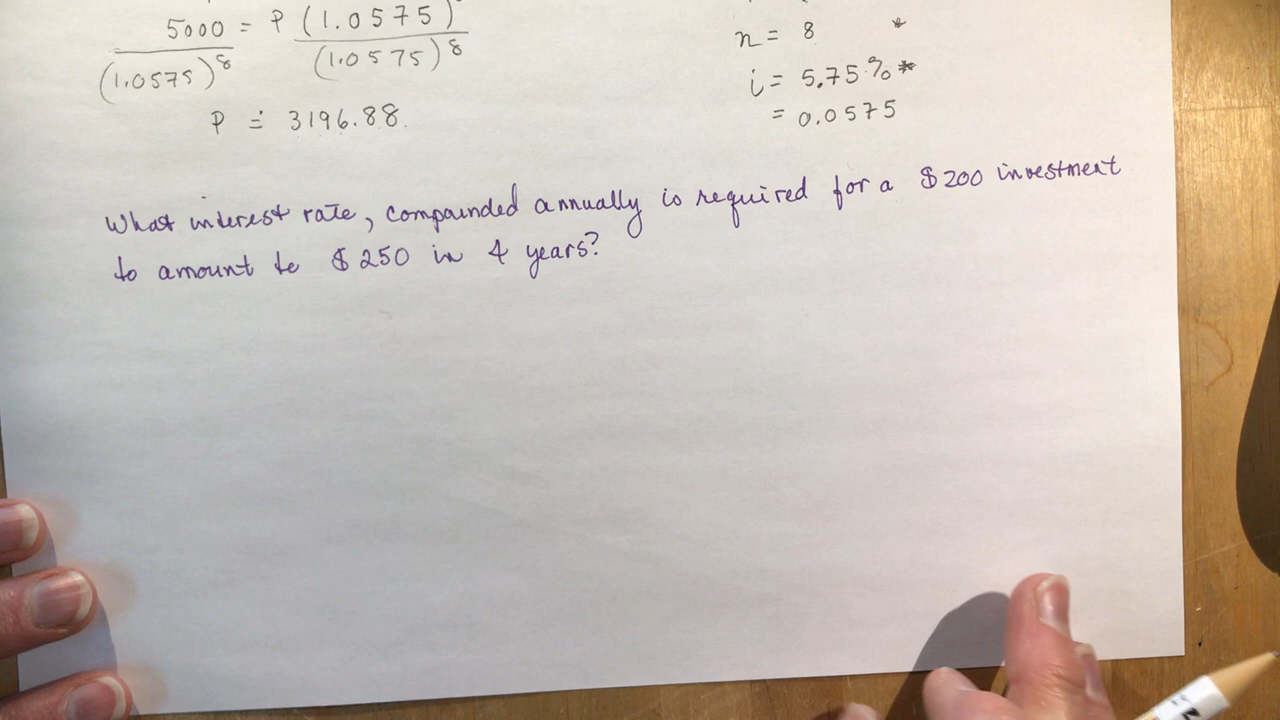 5000 = P (1.0575)
(1.0575)^8 (1.0575)^8
P ≐ 3196.88
n = 8 *
i = 5.75% *
= 0.0575
What interest rate, compounded annually is required for a $200 investment
to amount to $250 in 4 years?